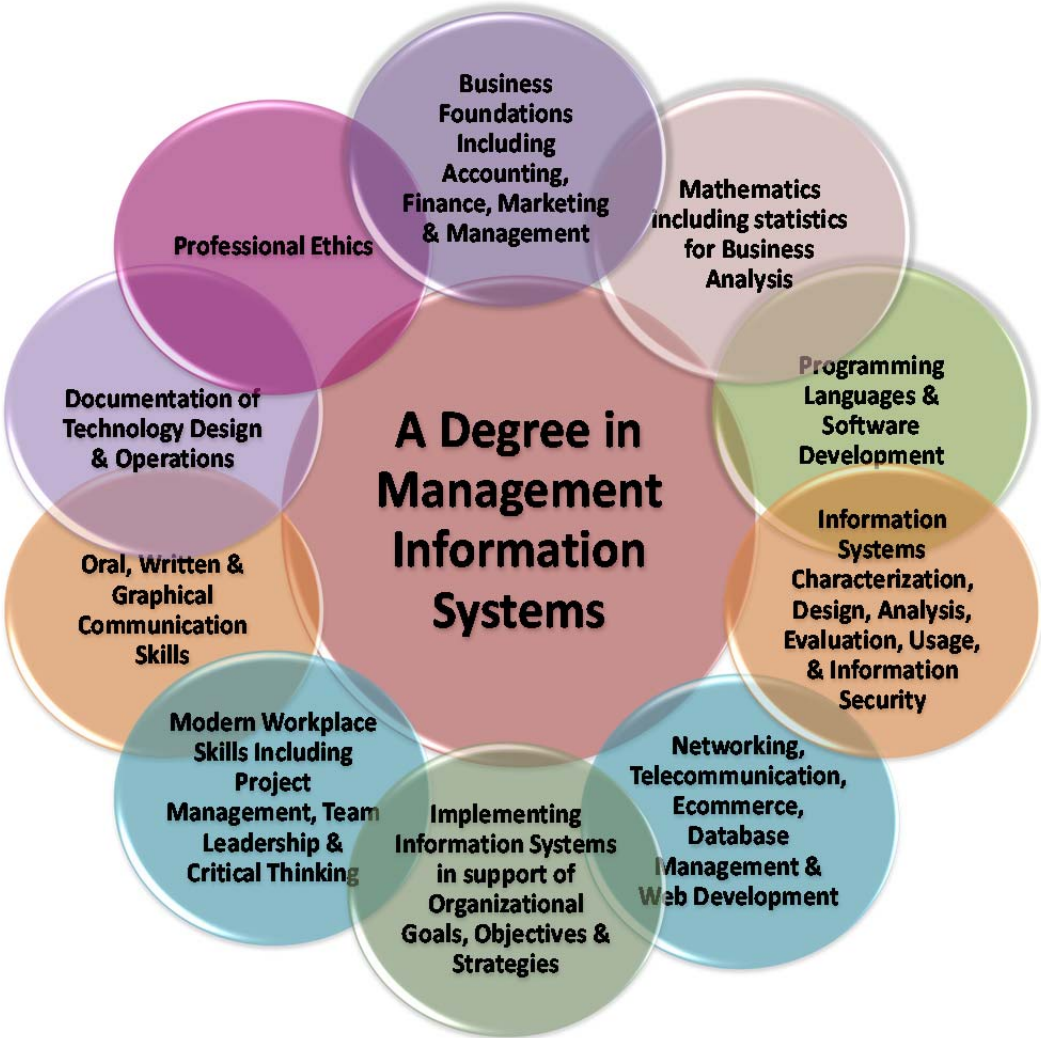 Business
Foundations
Including
Accounting,
Finance, Marketing
& Management
Mathematics
including statistics
for Business
Analysis
Programming
Languages &
Software
Development
Information
Systems
Characterization,
Design, Analysis,
Evaluation, Usage,
& Information
Security
Networking,
Telecommunication,
Ecommerce,
Database
Management &
Web Development
Implementing
Information Systems
in support of
Organizational
Goals, Objectives &
Strategies
Modern Workplace
Skills Including
Project
Management, Team
Leadership &
Critical Thinking
Oral, Written &
Graphical
Communication
Skills
Documentation of
Technology Design
& Operations
Professional Ethics
A Degree in
Management
Information
Systems